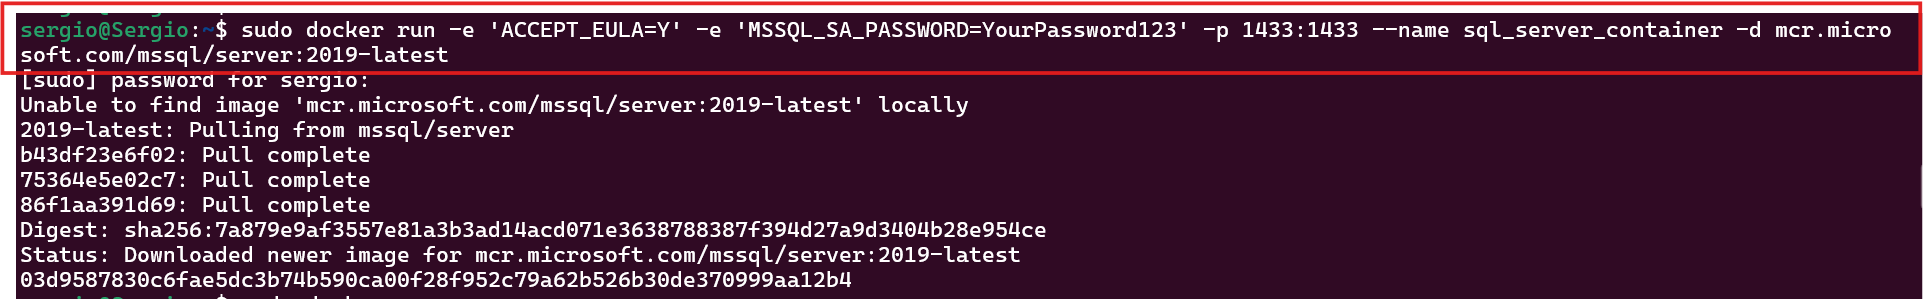 sergio@Sergio:~$ sudo docker run -e 'ACCEPT_EULA=Y' -e 'MSSQL_SA_PASSWORD=YourPassword123' -p 1433:1433 --name sql_server_container -d mcr.micro
soft.com/mssql/server:2019-latest
[sudo] password for sergio:
Unable to find image 'mcr.microsoft.com/mssql/server:2019-latest' locally
2019-latest: Pulling from mssql/server
b43df23e6f02: Pull complete
75364e5e02c7: Pull complete
86f1aa391d69: Pull complete
Digest: sha256:7a879e9af3557e81a3b3ad14acd071e3638788387f394d27a9d3404b28e954ce
Status: Downloaded newer image for mcr.microsoft.com/mssql/server:2019-latest
03d9587830c6fae5dc3b74b590ca00f28f952c79a62b526b30de370999aa12b4